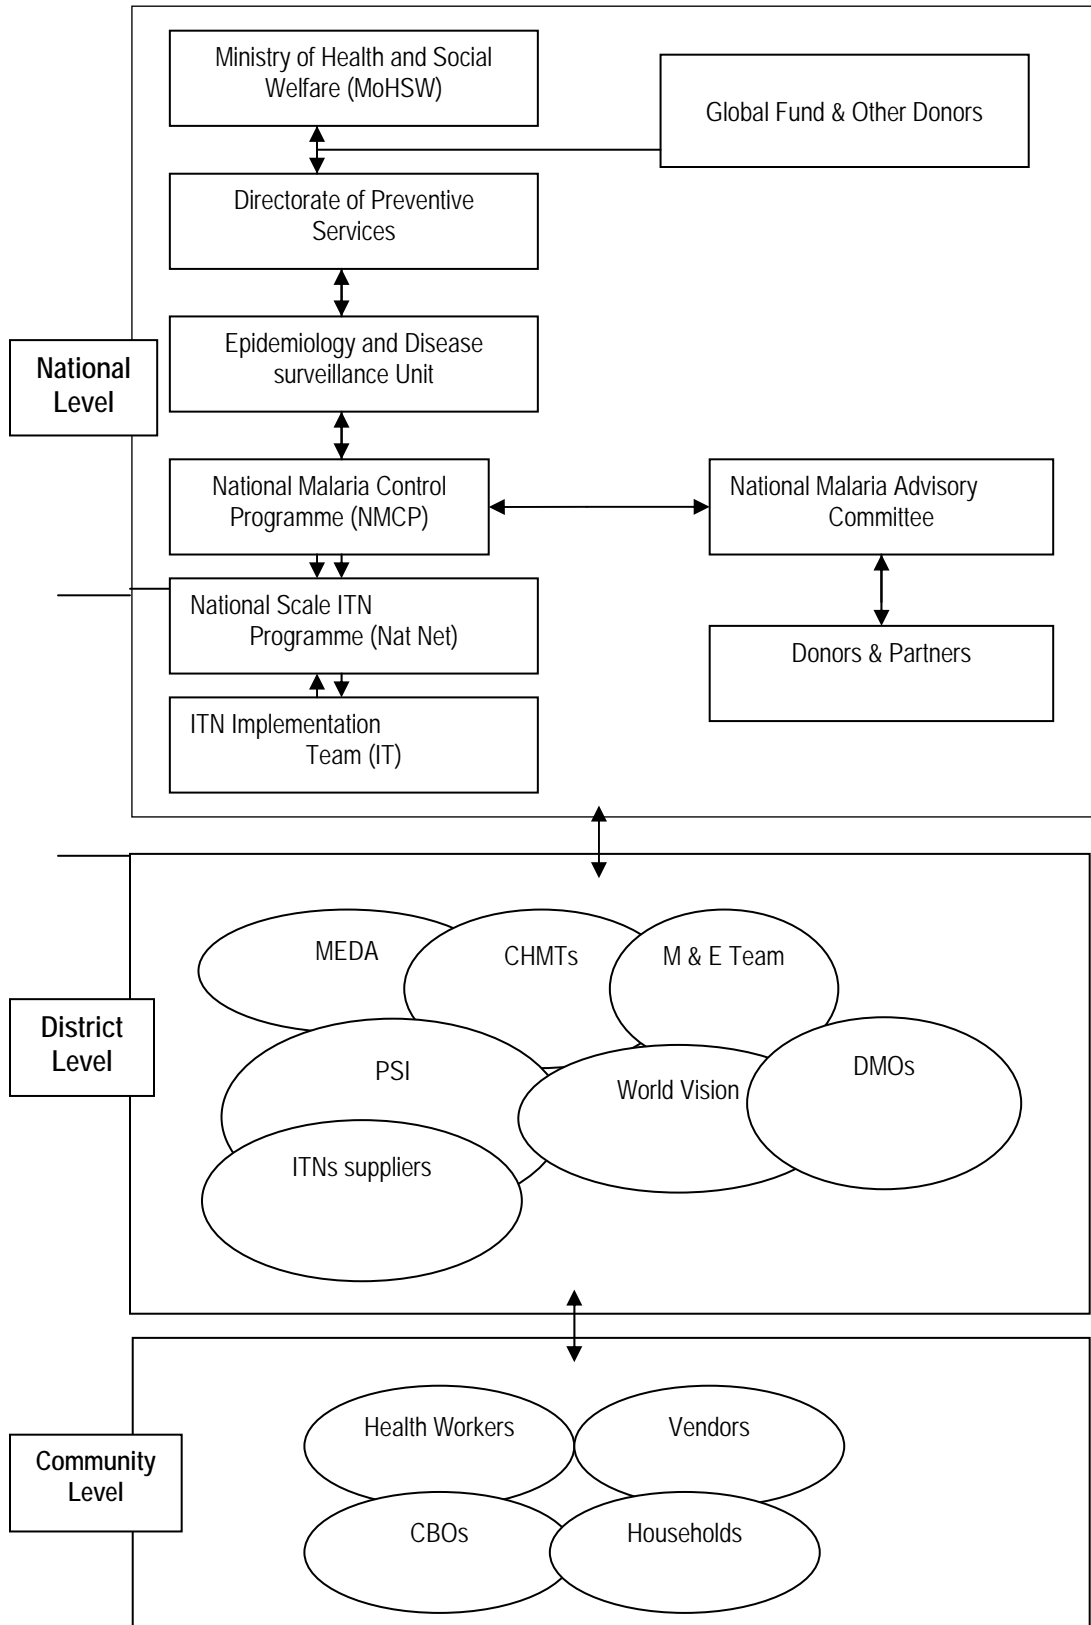 Ministry of Health and Social
Welfare (MoHSW)
Global Fund & Other Donors
Directorate of Preventive
Services
Epidemiology and Disease
surveillance Unit
National
Level
National Malaria Control
Programme (NMCP)
National Malaria Advisory
Committee
National Scale ITN
Programme (Nat Net)
Donors & Partners
ITN Implementation
Team (IT)
MEDA
CHMTs
M & E Team
District
Level
PSI
World Vision
DMOs
ITNs suppliers
Health Workers
Vendors
Community
Level
CBOs
Households